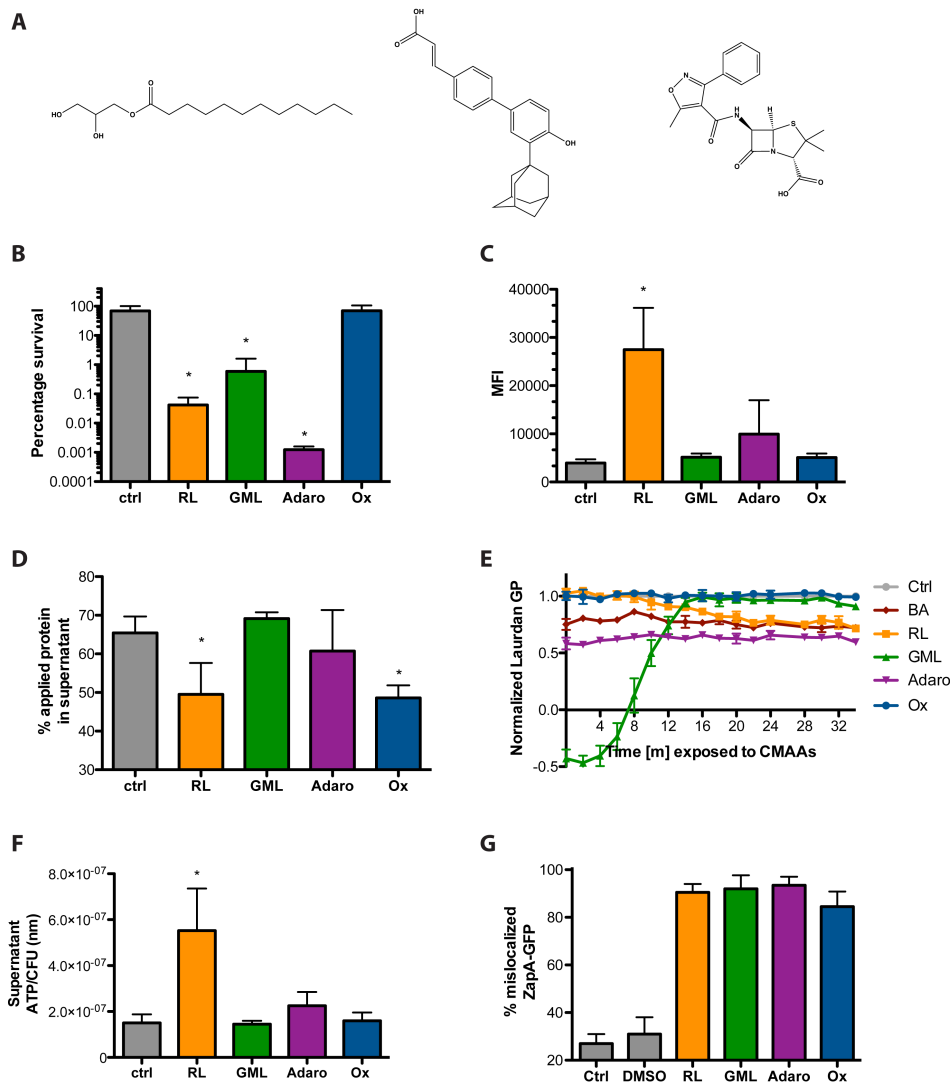 A
OH
O
O
HO
O
OH
OH
O
N
H
N
H
S
O
O
N
HO
O
B
Percentage survival
100
10
1
0.1
0.01
0.001
0.0001
*
*
*
ctrl RL GML Adaro Ox
C
MFI
40000
30000
20000
10000
0
*
ctrl RL GML Adaro Ox
D
% applied protein
in supernatant
80
70
60
50
40
30
*
*
ctrl RL GML Adaro Ox
E
Normalized Laurdan GP
1.0
0.5
0.0
-0.5
4 8 12 16 20 24 28 32
Time [m] exposed to CMAAs
Ctrl
BA
RL
GML
Adaro
Ox
F
Supernatant
ATP/CFU (nm)
8.0×10⁻⁰⁷
6.0×10⁻⁰⁷
4.0×10⁻⁰⁷
2.0×10⁻⁰⁷
0
*
ctrl RL GML Adaro Ox
G
% mislocalized
ZapA-GFP
100
80
60
40
20
Ctrl DMSO RL GML Adaro Ox